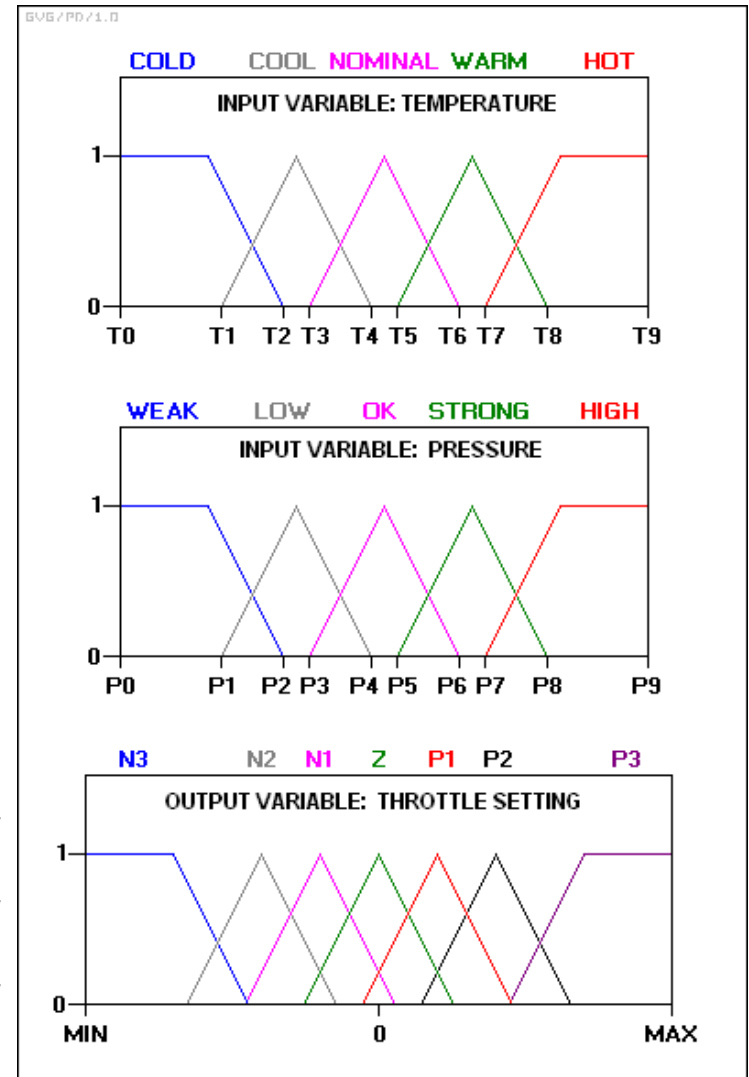 GVG/PD/1.0
COLD COOL NOMINAL WARM HOT
INPUT VARIABLE: TEMPERATURE
1
0
T0 T1 T2 T3 T4 T5 T6 T7 T8 T9
WEAK LOW OK STRONG HIGH
INPUT VARIABLE: PRESSURE
1
0
P0 P1 P2 P3 P4 P5 P6 P7 P8 P9
N3 N2 N1 Z P1 P2 P3
OUTPUT VARIABLE: THROTTLE SETTING
1
0
MIN 0 MAX